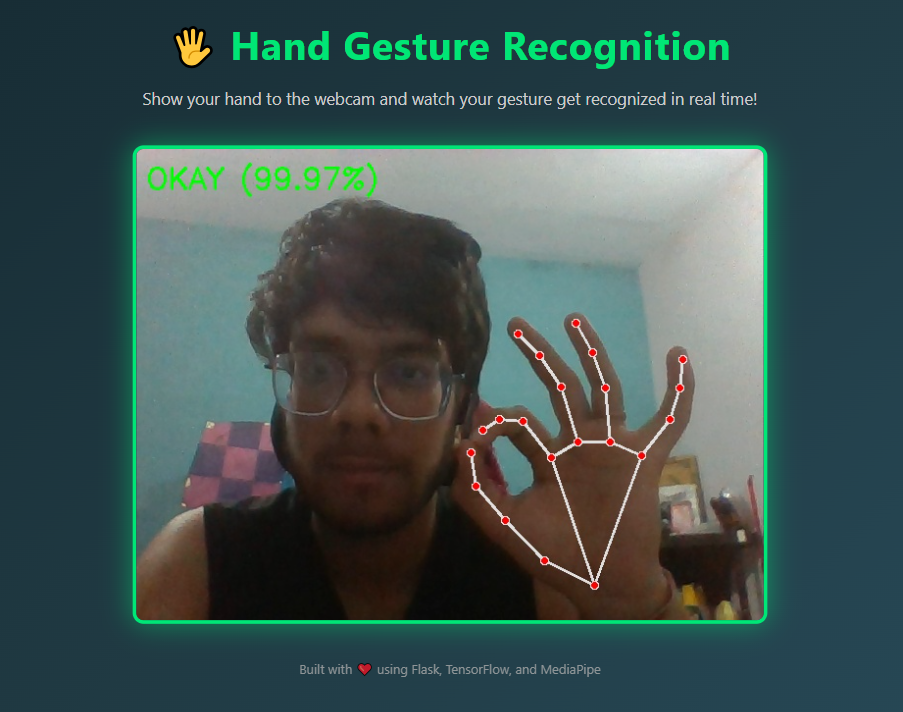 🖐 Hand Gesture Recognition
Show your hand to the webcam and watch your gesture get recognized in real time!
OKAY (99.97%)
Built with ❤️ using Flask, TensorFlow, and MediaPipe